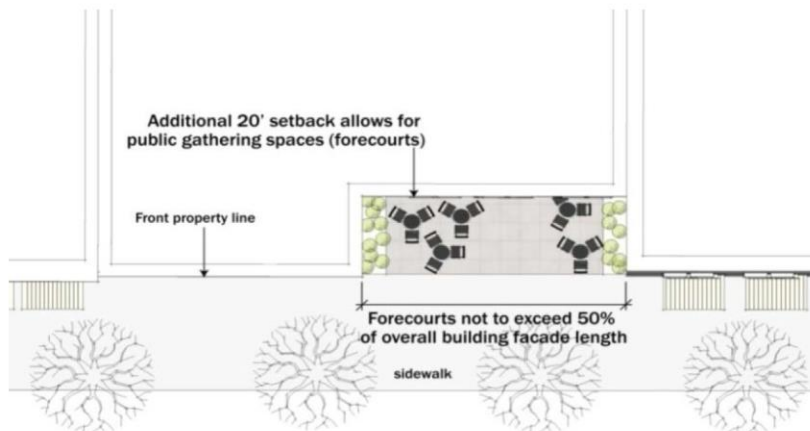 Additional 20' setback allows for
public gathering spaces (forecourts)
Front property line
Forecourts not to exceed 50%
of overall building facade length
sidewalk